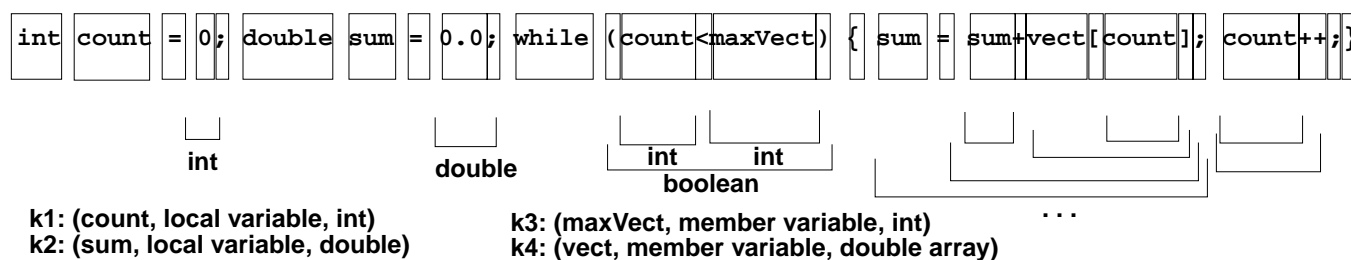 int count = 0; double sum = 0.0; while (count<maxVect) { sum = sum+vect[count]; count++;}
int double int int
boolean
. . .
k1: (count, local variable, int) k3: (maxVect, member variable, int)
k2: (sum, local variable, double) k4: (vect, member variable, double array)